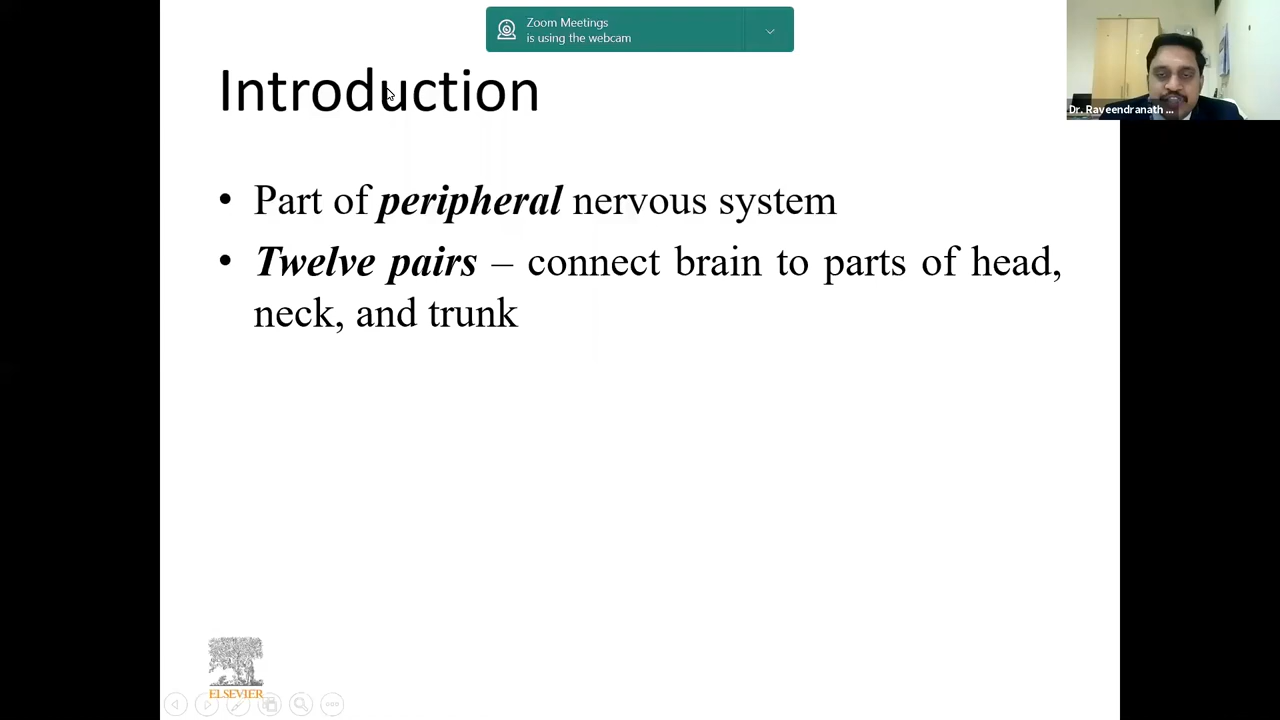 Zoom Meetings
is using the webcam
Introduction
Dr. Raveendranath ...
• Part of peripheral nervous system
• Twelve pairs – connect brain to parts of head,
neck, and trunk
ELSEVIER